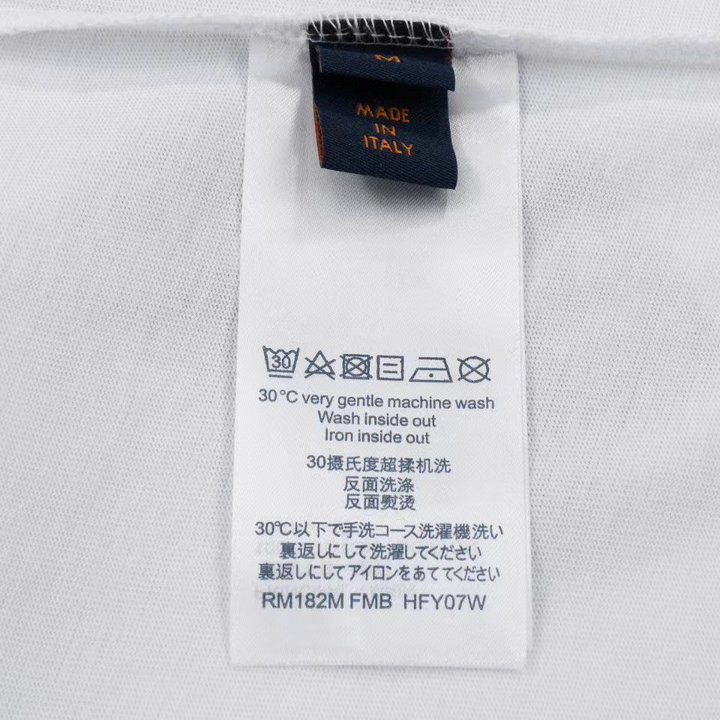 M
MADE
IN
ITALY
30
30°C very gentle machine wash
Wash inside out
Iron inside out
30摄氏度超揉机洗
反面洗涤
反面熨烫
30℃以下で手洗コース洗濯機洗い
裏返しにして洗濯してください
裏返しにしてアイロンをあててください
RM182M FMB HFY07W